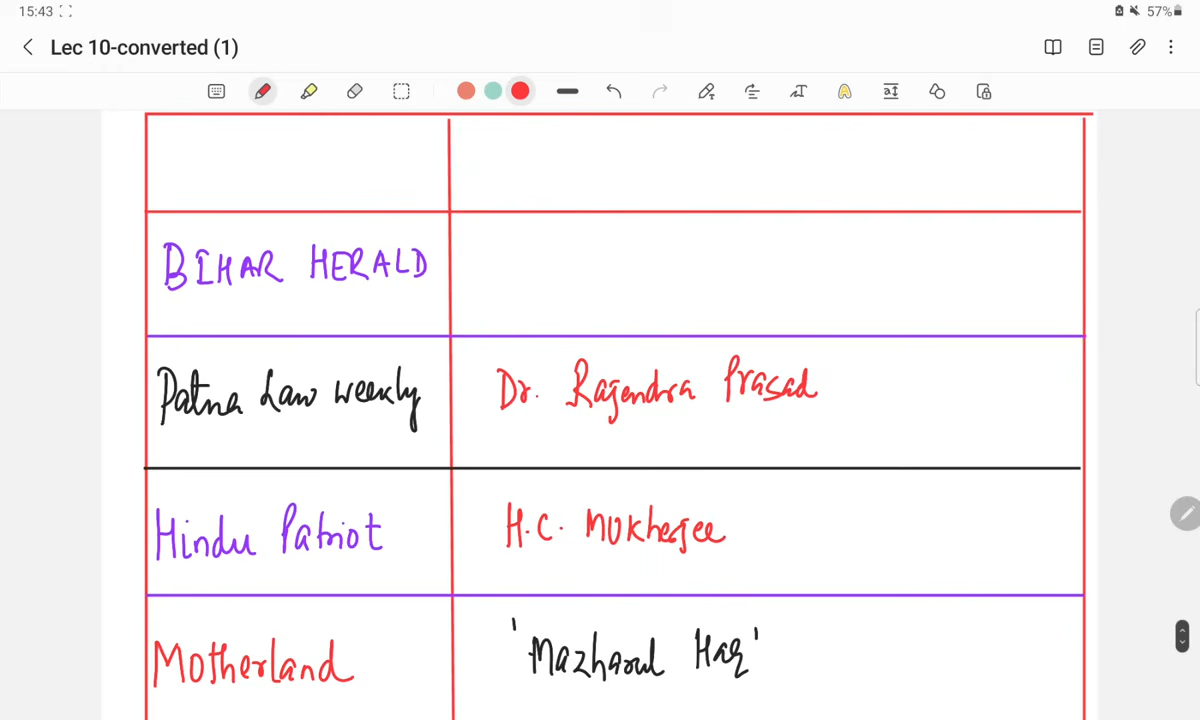 15:43
57%
Lec 10-converted (1)
BIHAR HERALD
Patna Law weekly
Dr. Rajendra Prasad
Hindu Patriot
H.C. Mukherjee
Motherland
'Mazharul Haq'